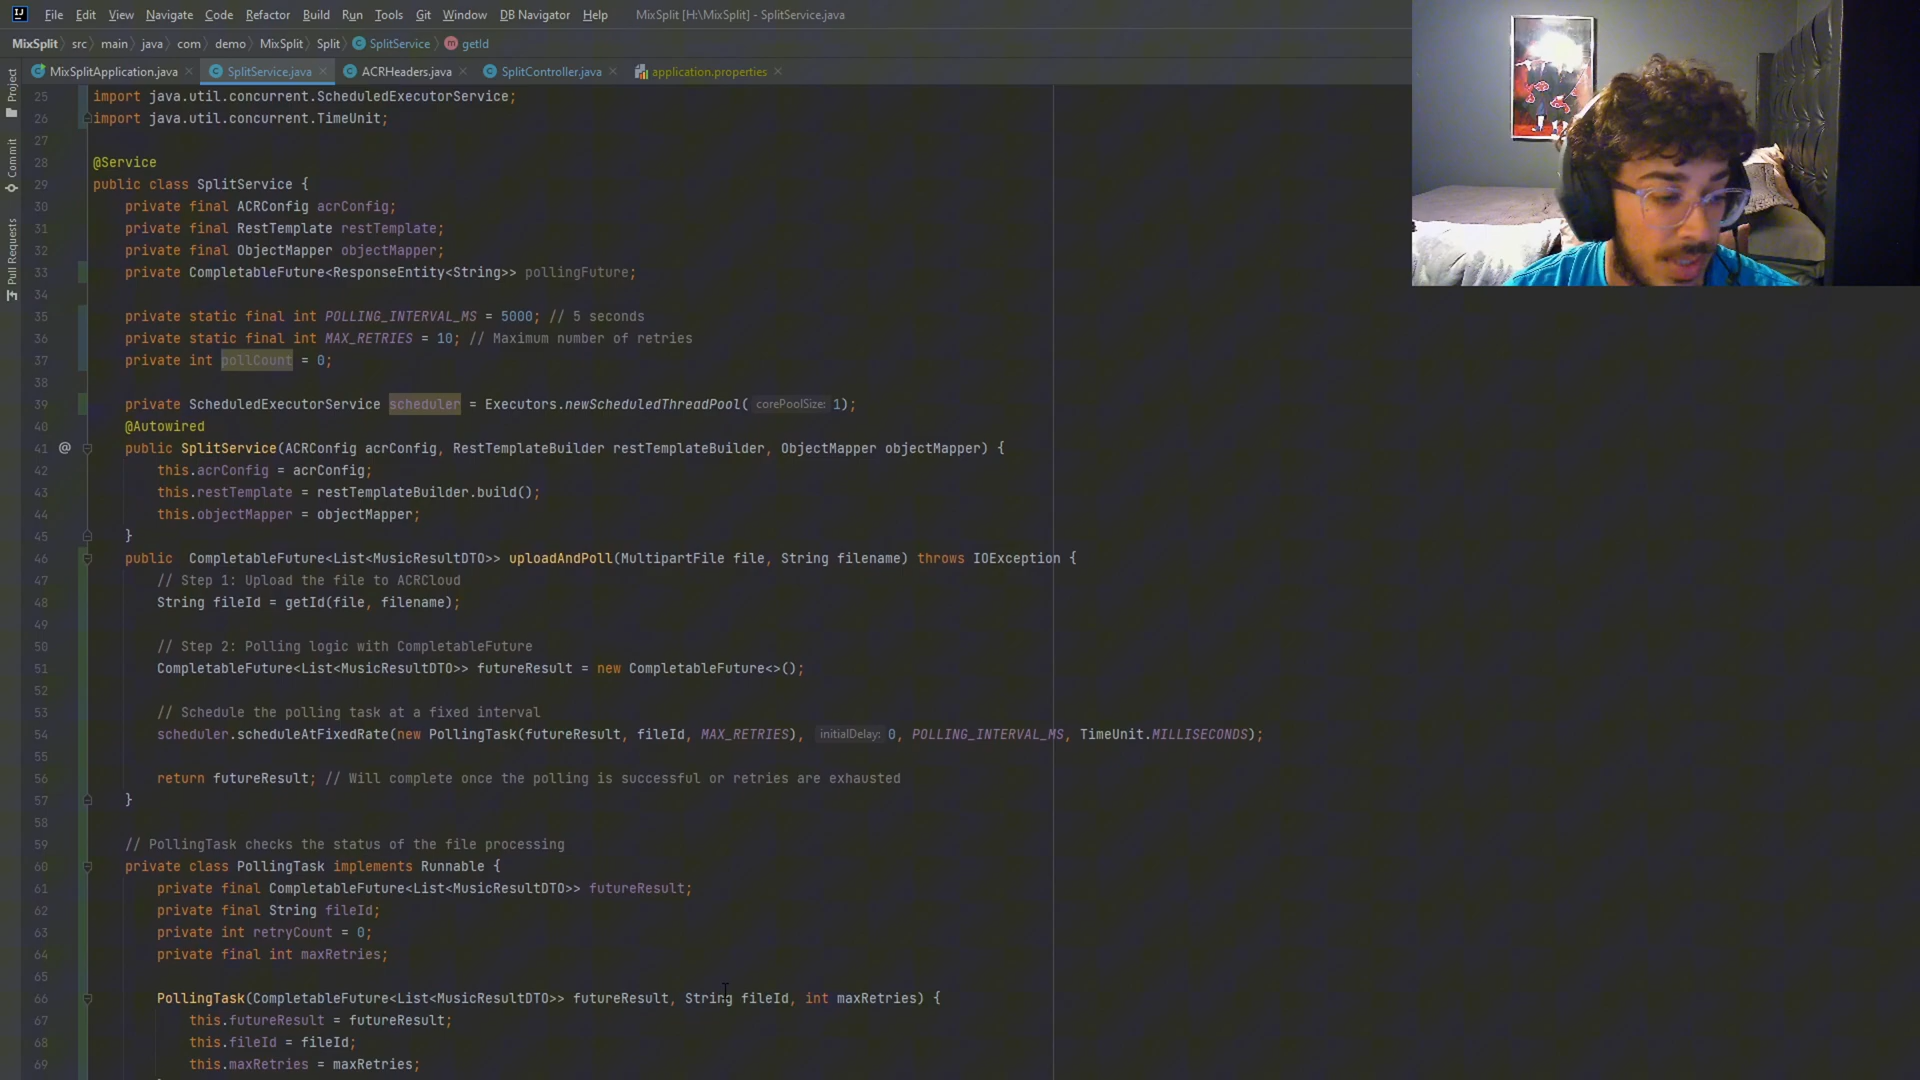 File Edit View Navigate Code Refactor Build Run Tools Git Window DB Navigator Help MixSplit [H:\MixSplit] - SplitService.java
MixSplit src main java com demo MixSplit Split SplitService getId
MixSplitApplication.java SplitService.java ACRHeaders.java SplitController.java application.properties
Project
Commit
Pull Requests
25 import java.util.concurrent.ScheduledExecutorService;
26 import java.util.concurrent.TimeUnit;
27
28 @Service
29 public class SplitService {
30 private final ACRConfig acrConfig;
31 private final RestTemplate restTemplate;
32 private final ObjectMapper objectMapper;
33 private CompletableFuture<ResponseEntity<String>> pollingFuture;
34
35 private static final int POLLING_INTERVAL_MS = 5000; // 5 seconds
36 private static final int MAX_RETRIES = 10; // Maximum number of retries
37 private int pollCount = 0;
38
39 private ScheduledExecutorService scheduler = Executors.newScheduledThreadPool( corePoolSize: 1);
40 @Autowired
41 public SplitService(ACRConfig acrConfig, RestTemplateBuilder restTemplateBuilder, ObjectMapper objectMapper) {
42 this.acrConfig = acrConfig;
43 this.restTemplate = restTemplateBuilder.build();
44 this.objectMapper = objectMapper;
45 }
46 public CompletableFuture<List<MusicResultDTO>> uploadAndPoll(MultipartFile file, String filename) throws IOException {
47 // Step 1: Upload the file to ACRCloud
48 String fileId = getId(file, filename);
49
50 // Step 2: Polling logic with CompletableFuture
51 CompletableFuture<List<MusicResultDTO>> futureResult = new CompletableFuture<>();
52
53 // Schedule the polling task at a fixed interval
54 scheduler.scheduleAtFixedRate(new PollingTask(futureResult, fileId, MAX_RETRIES), initialDelay: 0, POLLING_INTERVAL_MS, TimeUnit.MILLISECONDS);
55
56 return futureResult; // Will complete once the polling is successful or retries are exhausted
57 }
58
59 // PollingTask checks the status of the file processing
60 private class PollingTask implements Runnable {
61 private final CompletableFuture<List<MusicResultDTO>> futureResult;
62 private final String fileId;
63 private int retryCount = 0;
64 private final int maxRetries;
65
66 PollingTask(CompletableFuture<List<MusicResultDTO>> futureResult, String fileId, int maxRetries) {
67 this.futureResult = futureResult;
68 this.fileId = fileId;
69 this.maxRetries = maxRetries;